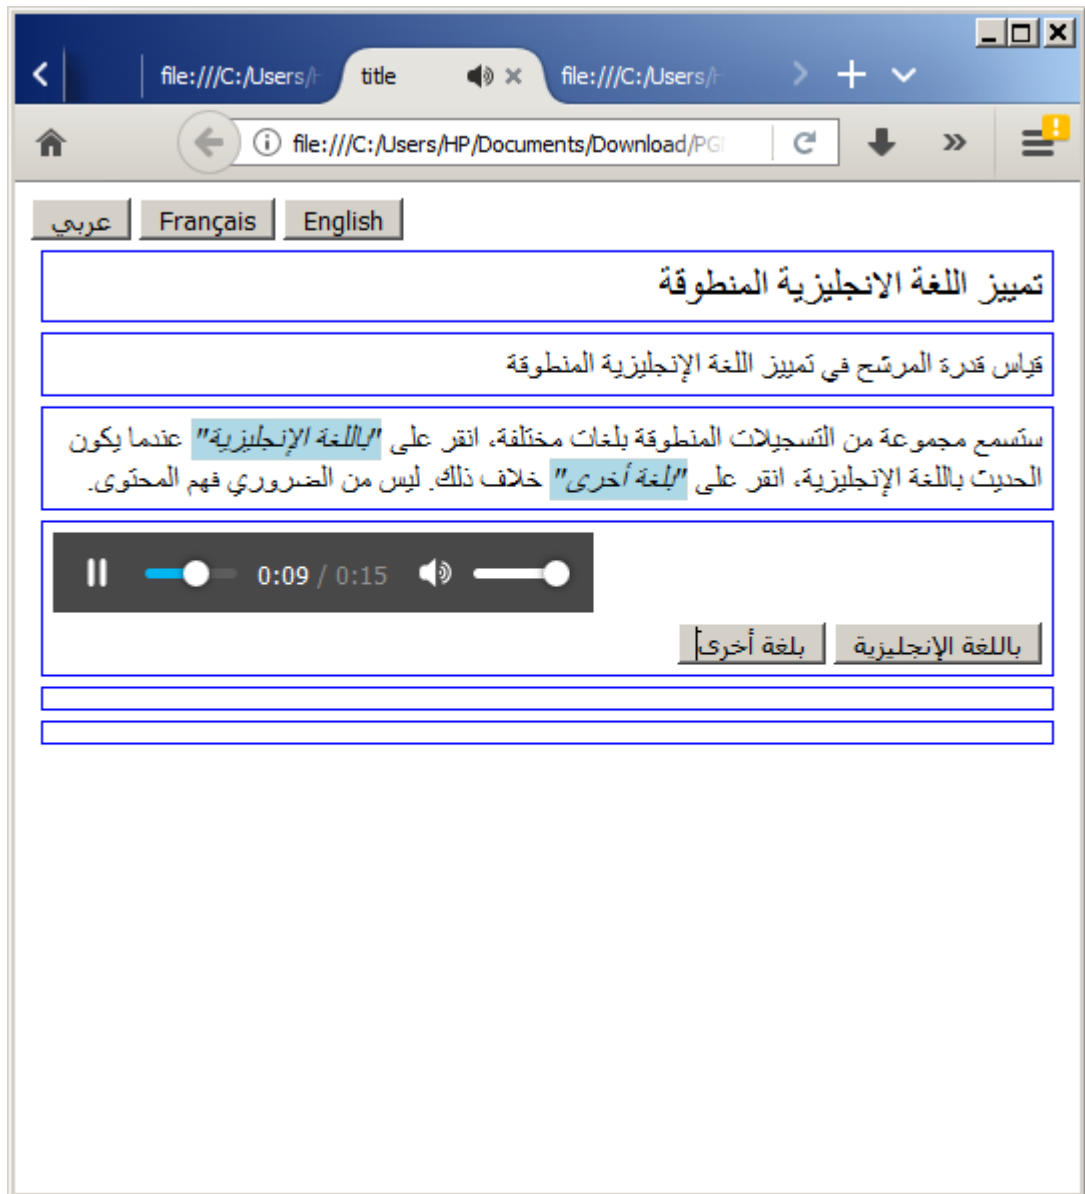 file:///C:/Users/
title
file:///C:/Users/
file:///C:/Users/HP/Documents/Download/PG
عربي Français English
تمييز اللغة الانجليزية المنطوقة
قياس قدرة المرشح في تمييز اللغة الإنجليزية المنطوقة
ستسمع مجموعة من التسجيلات المنطوقة بلغات مختلفة، انقر على "باللغة الإنجليزية" عندما يكون
الحديث باللغة الإنجليزية، انقر على "بلغة أخرى" خلاف ذلك. ليس من الضروري فهم المحتوى.
0:09 / 0:15
باللغة الإنجليزية بلغة أخرى